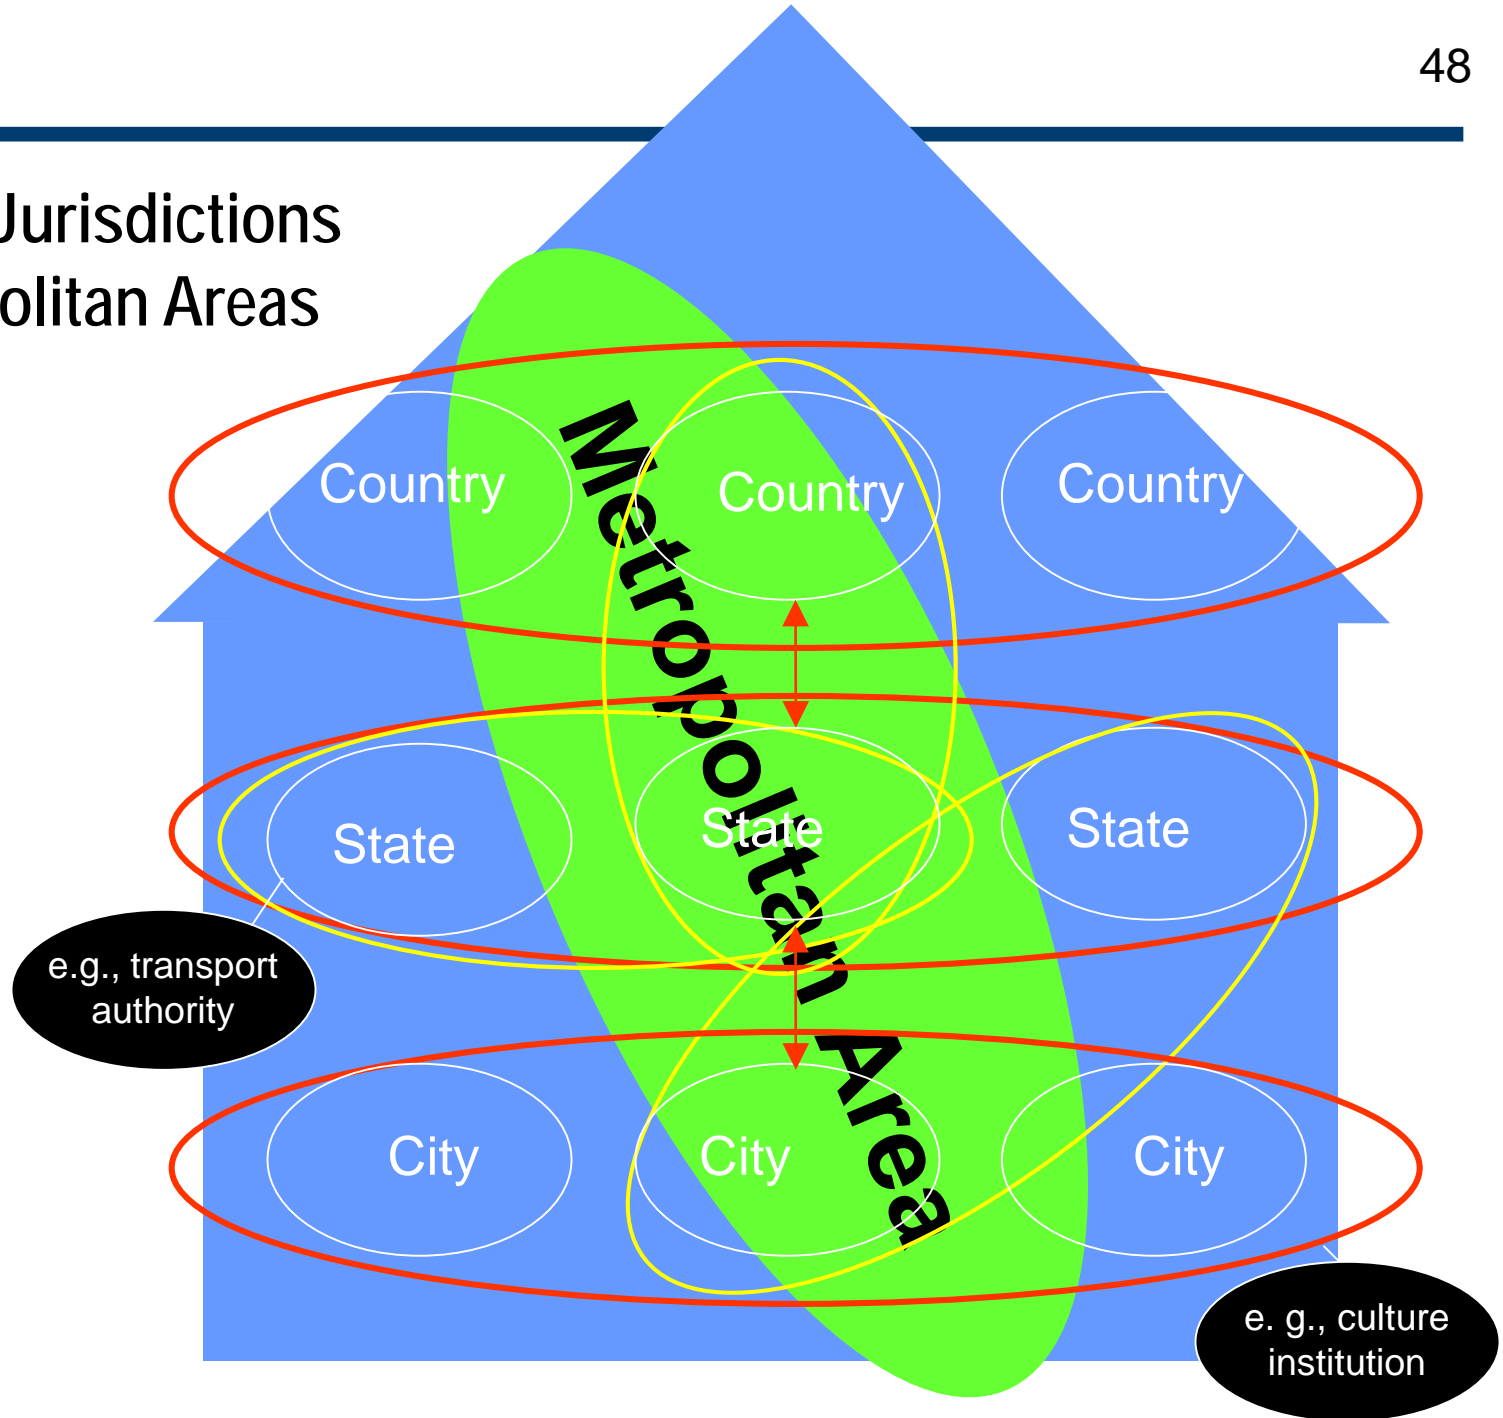 48
Jurisdictions
olitan Areas
Metropolitan Area
Country
Country
Country
State
State
State
e.g., transport
authority
City
City
City
e. g., culture
institution